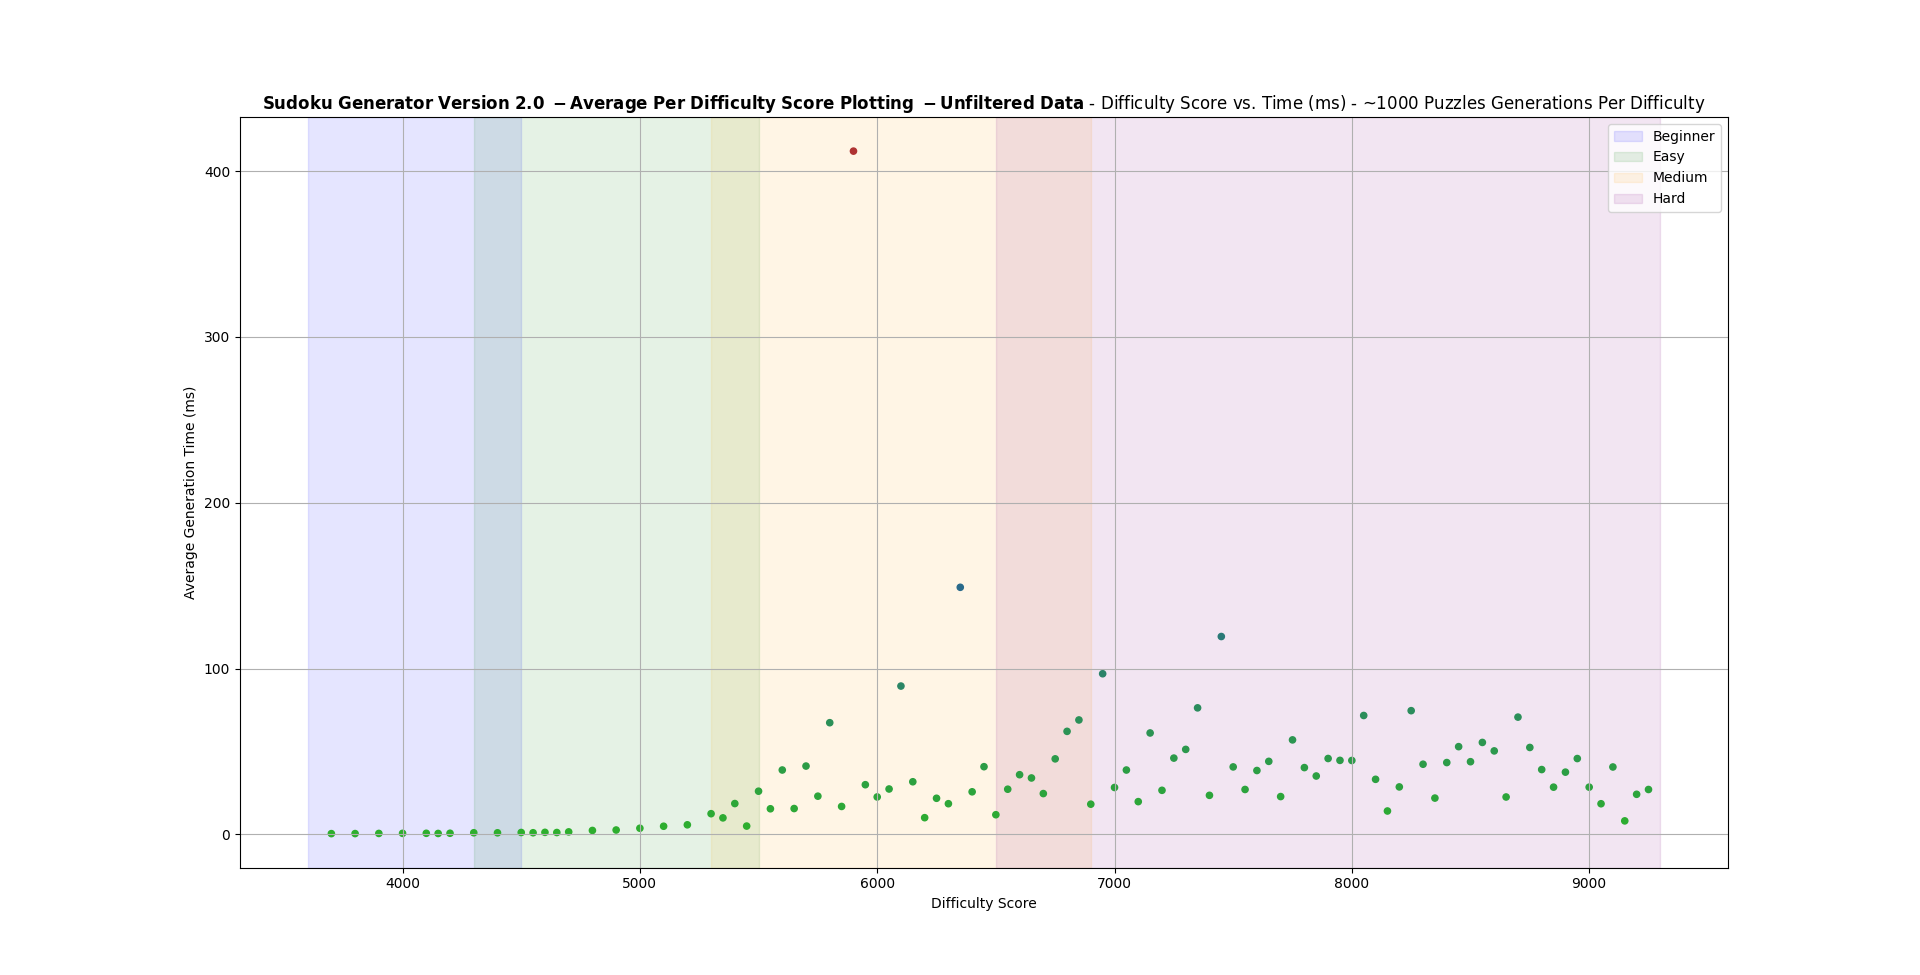 Sudoku Generator Version 2.0 − Average Per Difficulty Score Plotting − Unfiltered Data - Difficulty Score vs. Time (ms) - ~1000 Puzzles Generations Per Difficulty
Beginner
Easy
Medium
Hard
400
300
200
100
0
Average Generation Time (ms)
4000 5000 6000 7000 8000 9000
Difficulty Score